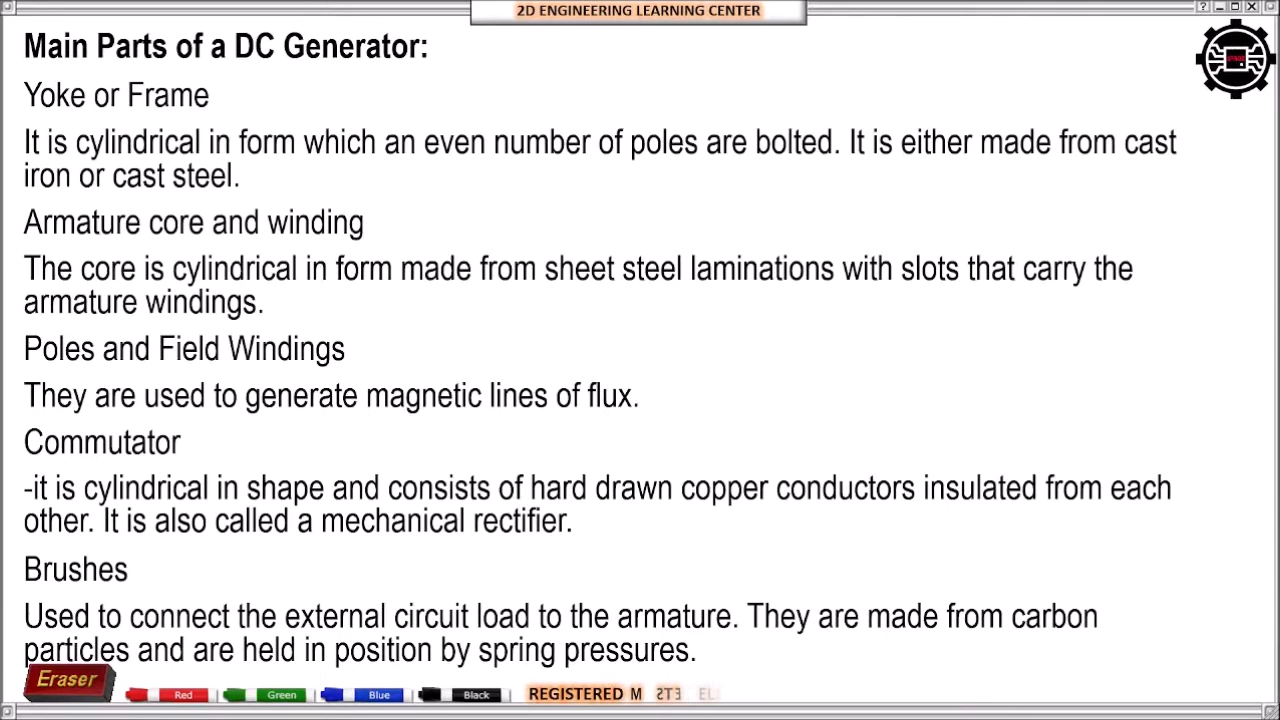 2D ENGINEERING LEARNING CENTER
Main Parts of a DC Generator:
Yoke or Frame
It is cylindrical in form which an even number of poles are bolted. It is either made from cast
iron or cast steel.
Armature core and winding
The core is cylindrical in form made from sheet steel laminations with slots that carry the
armature windings.
Poles and Field Windings
They are used to generate magnetic lines of flux.
Commutator
-it is cylindrical in shape and consists of hard drawn copper conductors insulated from each
other. It is also called a mechanical rectifier.
Brushes
Used to connect the external circuit load to the armature. They are made from carbon
particles and are held in position by spring pressures.
Eraser
Red Green Blue Black REGISTERED M